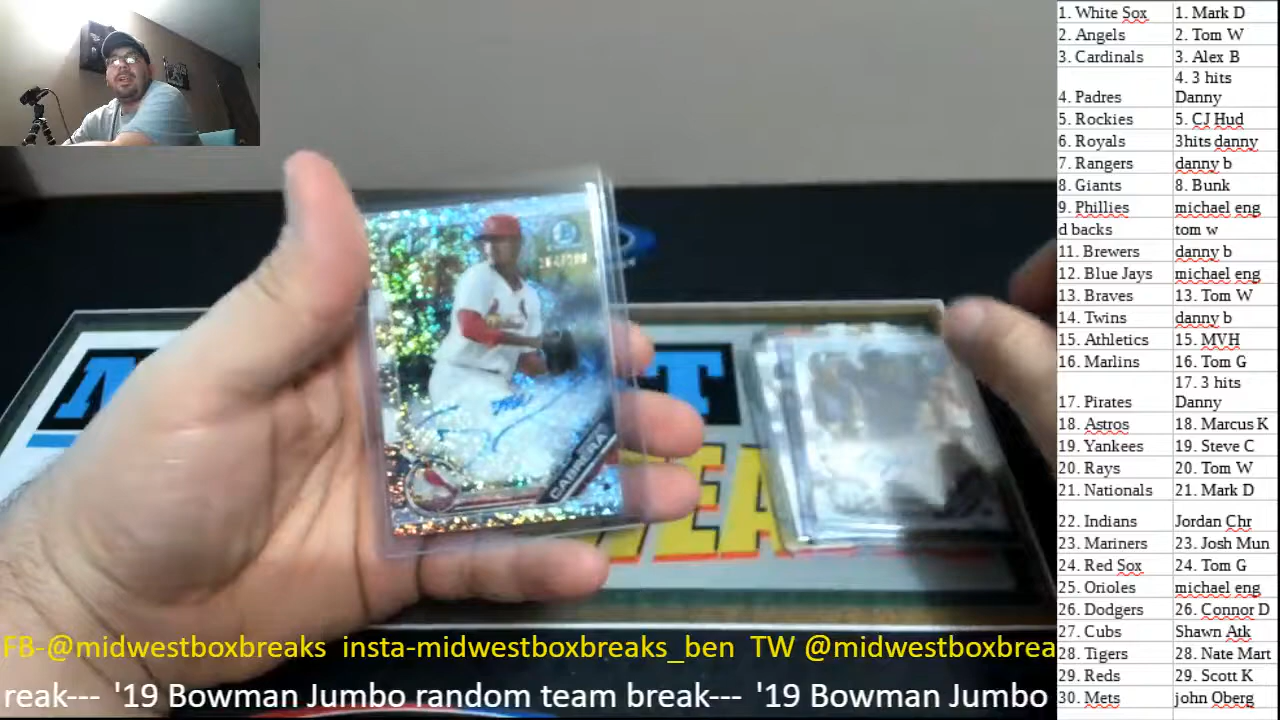 1. White Sox 1. Mark D
2. Angels 2. Tom W
3. Cardinals 3. Alex B
4. Padres 4. 3 hits Danny
5. Rockies 5. CJ Hud
6. Royals 3hits danny
7. Rangers danny b
8. Giants 8. Bunk
9. Phillies michael eng
d backs tom w
11. Brewers danny b
12. Blue Jays michael eng
13. Braves 13. Tom W
14. Twins danny b
15. Athletics 15. MVH
16. Marlins 16. Tom G
17. Pirates 17. 3 hits Danny
18. Astros 18. Marcus K
19. Yankees 19. Steve C
20. Rays 20. Tom W
21. Nationals 21. Mark D
22. Indians Jordan Chr
23. Mariners 23. Josh Mun
24. Red Sox 24. Tom G
25. Orioles michael eng
26. Dodgers 26. Connor D
27. Cubs Shawn Atk
28. Tigers 28. Nate Mart
29. Reds 29. Scott K
30. Mets john Oberg
CABRERA
FB-@midwestboxbreaks insta-midwestboxbreaks_ben TW @midwestboxbrea
reak--- '19 Bowman Jumbo random team break--- '19 Bowman Jumbo